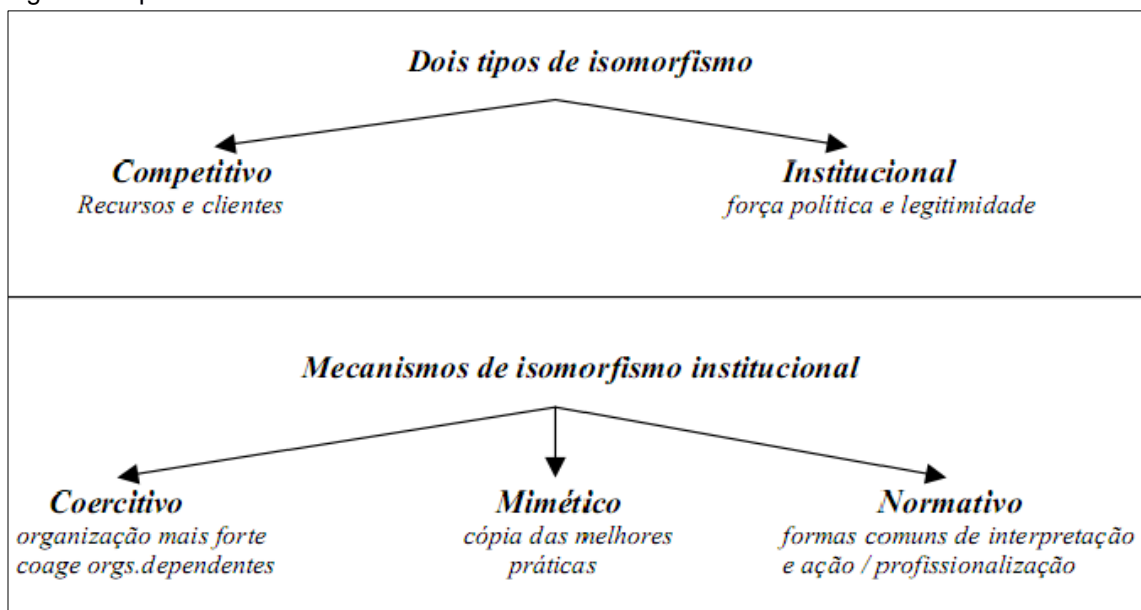 Dois tipos de isomorfismo
Competitivo
Recursos e clientes
Institucional
força política e legitimidade
Mecanismos de isomorfismo institucional
Coercitivo
organização mais forte
coage orgs.dependentes
Mimético
cópia das melhores
práticas
Normativo
formas comuns de interpretação
e ação / profissionalização